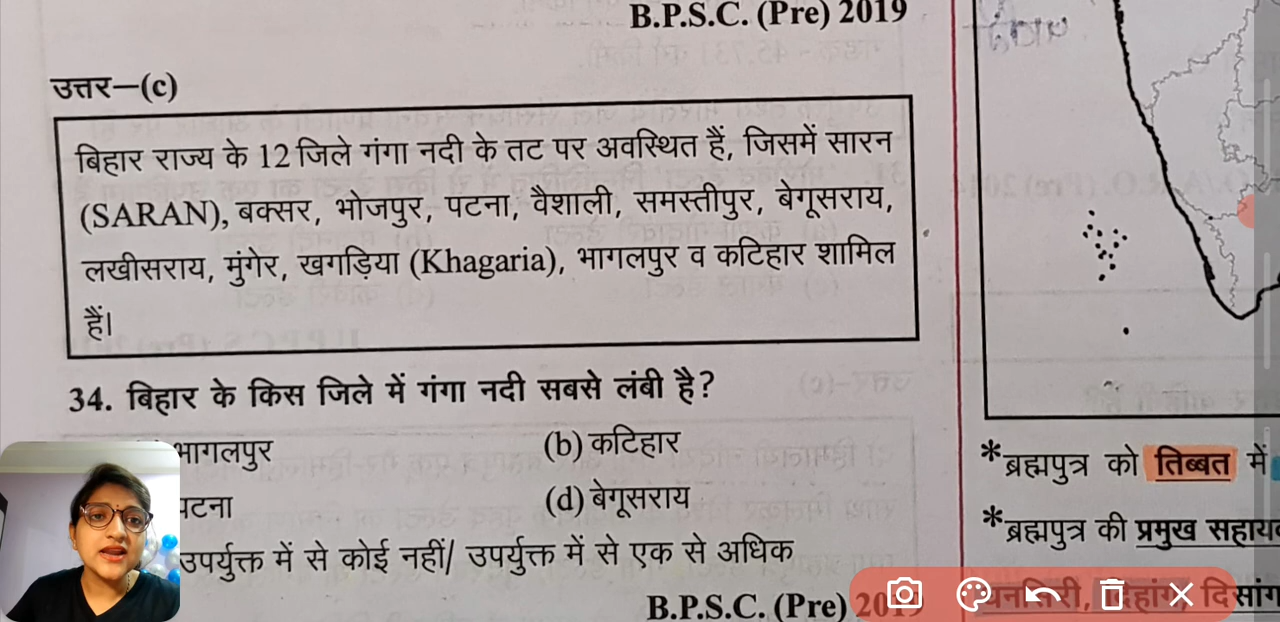 B.P.S.C. (Pre) 2019
उत्तर—(c)
बिहार राज्य के 12 जिले गंगा नदी के तट पर अवस्थित हैं, जिसमें सारन
(SARAN), बक्सर, भोजपुर, पटना, वैशाली, समस्तीपुर, बेगूसराय,
लखीसराय, मुंगेर, खगड़िया (Khagaria), भागलपुर व कटिहार शामिल
हैं।
34. बिहार के किस जिले में गंगा नदी सबसे लंबी है?
भागलपुर (b) कटिहार
पटना (d) बेगूसराय
उपर्युक्त में से कोई नहीं/ उपर्युक्त में से एक से अधिक
B.P.S.C. (Pre) 2019
*ब्रह्मपुत्र को तिब्बत में
*ब्रह्मपुत्र की प्रमुख
दिसांग